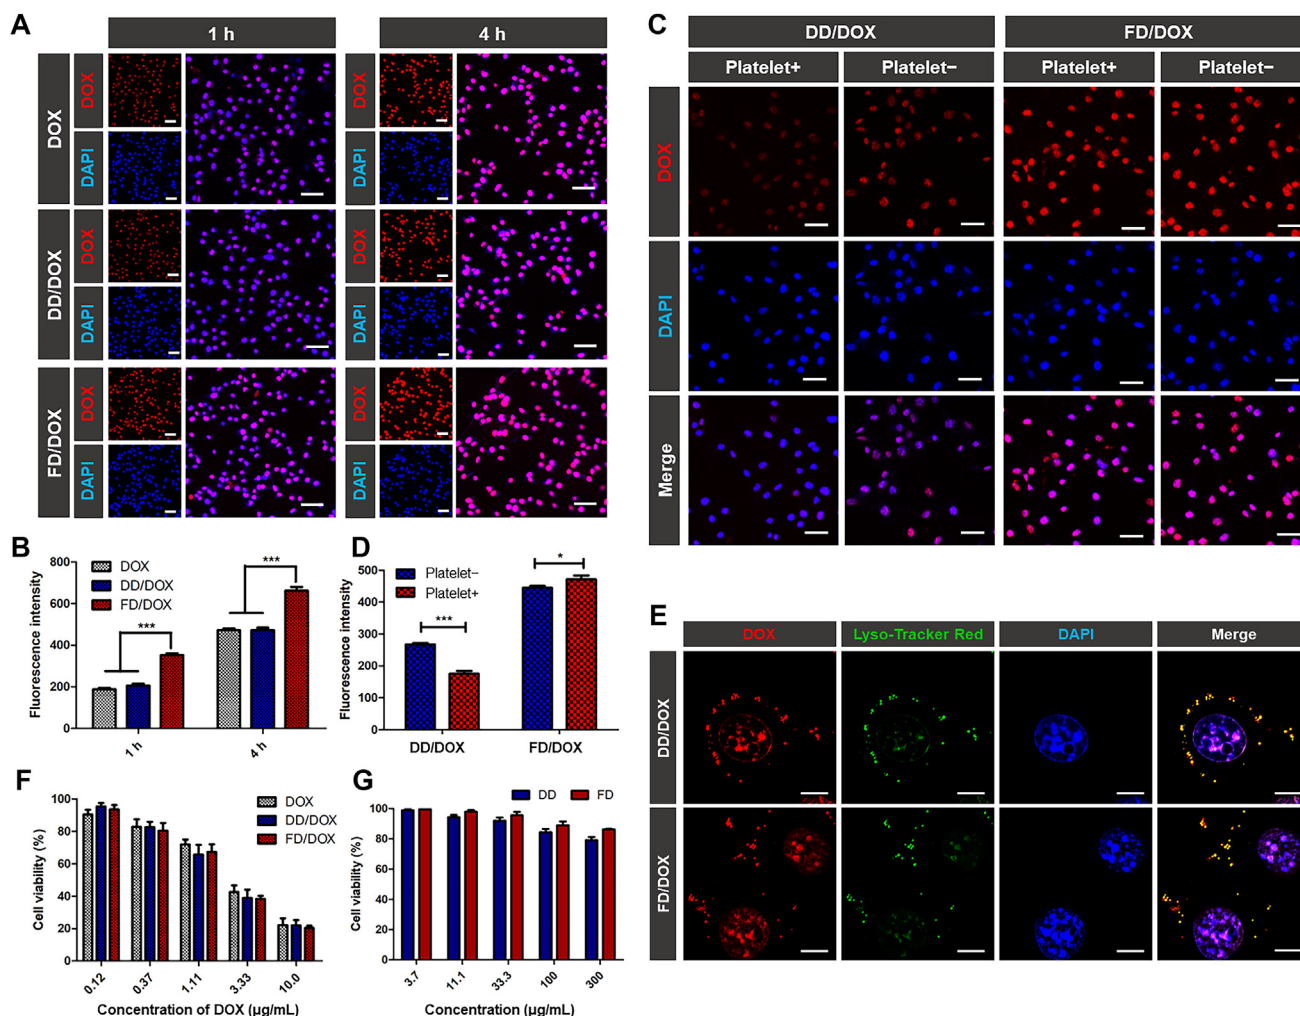 A
1 h
4 h
DOX
DOX
DAPI
DOX
DAPI
DD/DOX
DOX
DAPI
DOX
DAPI
FD/DOX
DOX
DAPI
DOX
DAPI
B
Fluorescence intensity
800
600
400
200
0
DOX
DD/DOX
FD/DOX
***
***
1 h
4 h
C
DD/DOX
FD/DOX
Platelet+
Platelet−
Platelet+
Platelet−
DOX
DAPI
Merge
D
Fluorescence intensity
500
400
300
200
100
0
Platelet−
Platelet+
***
*
DD/DOX
FD/DOX
E
DOX
Lyso-Tracker Red
DAPI
Merge
DD/DOX
FD/DOX
F
Cell viability (%)
100
80
60
40
20
0
DOX
DD/DOX
FD/DOX
0.12
0.37
1.11
3.33
10.0
Concentration of DOX (μg/mL)
G
Cell viability (%)
100
80
60
40
20
0
DD
FD
3.7
11.1
33.3
100
300
Concentration (μg/mL)